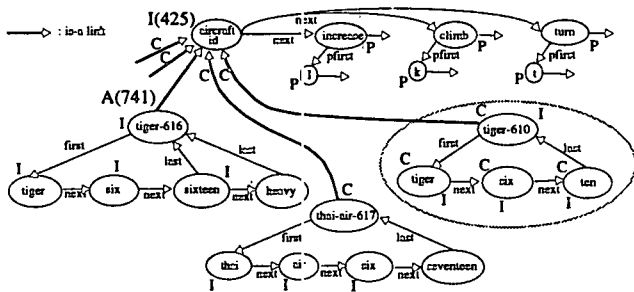 : is-a link
I(425)
aircraft id
next
next
next
increase
P
climb
P
turn
P
pfirst
pfirst
pfirst
P
l
P
k
P
t
C
C
C
C
C
A(741)
I
tiger-616
first
last
last
I
tiger
next
I
six
next
sixteen
I
next
heavy
C
tiger-610
I
first
last
C
tiger
I
next
C
six
I
next
C
ten
I
C
thai-air-617
first
last
thai
I
next
I
next
six
I
next
seventeen